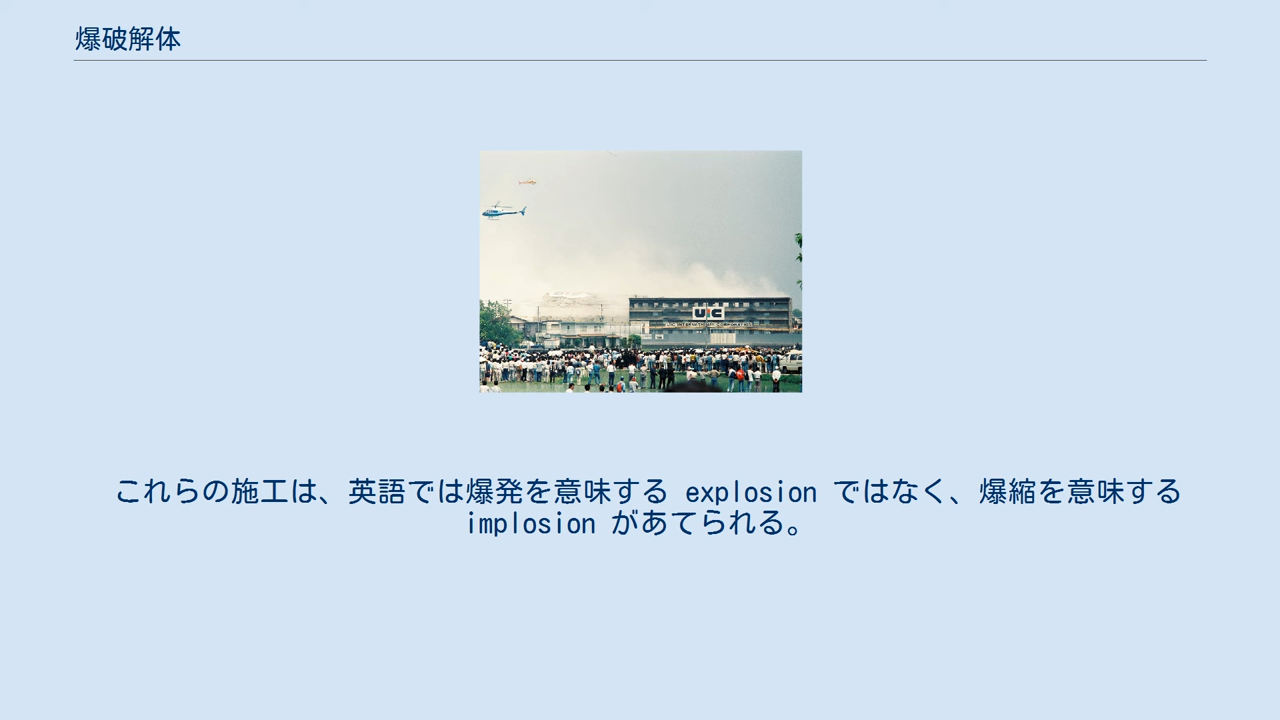 爆破解体
UIC
これらの施工は、英語では爆発を意味する explosion ではなく、爆縮を意味する
implosion があてられる。